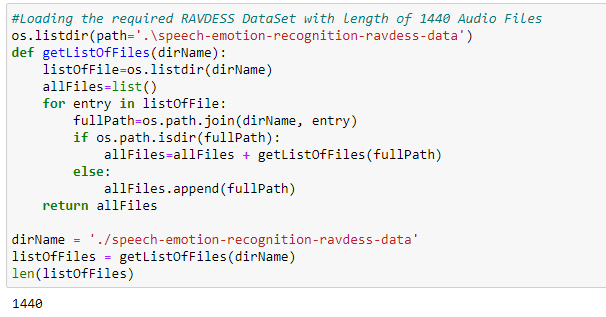 #Loading the required RAVDESS DataSet with length of 1440 Audio Files
os.listdir(path='.\speech-emotion-recognition-ravdess-data')
def getListOfFiles(dirName):
    listOfFile=os.listdir(dirName)
    allFiles=list()
    for entry in listOfFile:
        fullPath=os.path.join(dirName, entry)
        if os.path.isdir(fullPath):
            allFiles=allFiles + getListOfFiles(fullPath)
        else:
            allFiles.append(fullPath)
    return allFiles

dirName = './speech-emotion-recognition-ravdess-data'
listOfFiles = getListOfFiles(dirName)
len(listOfFiles)
1440